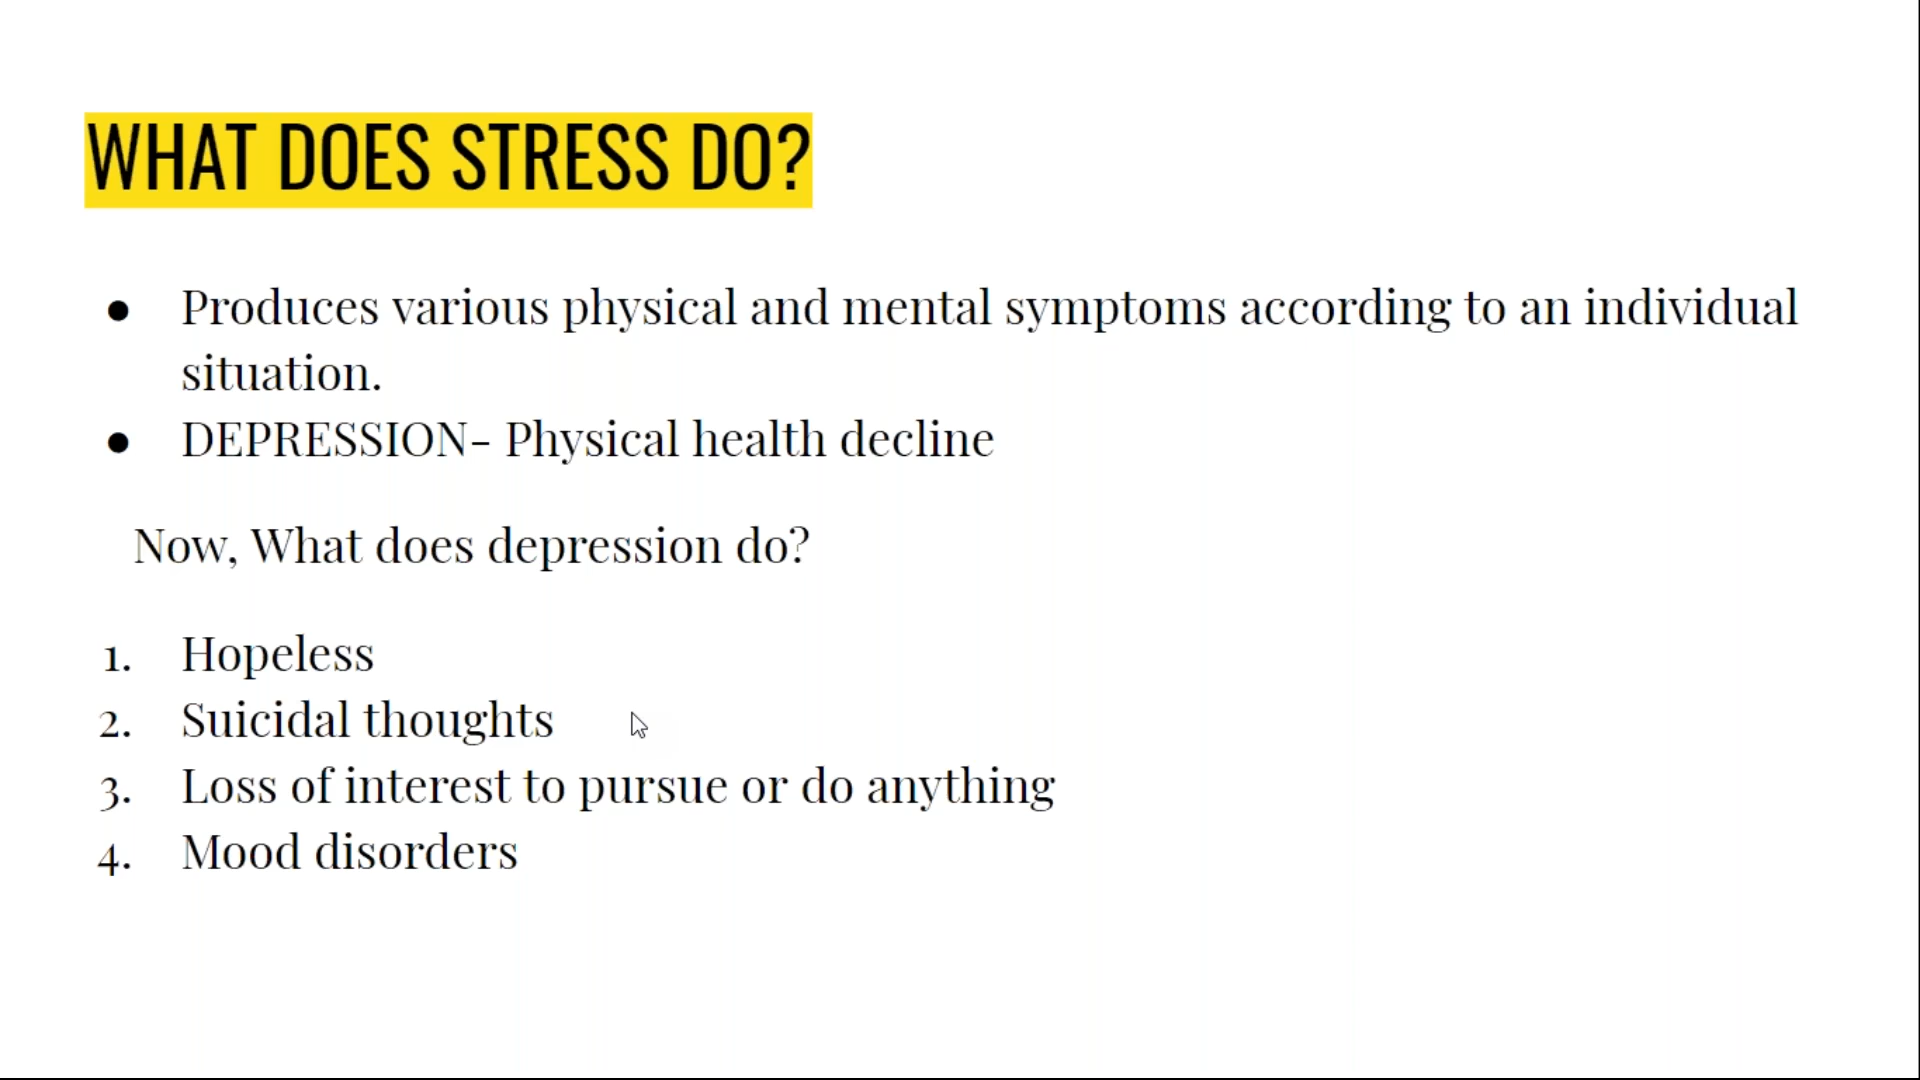 WHAT DOES STRESS DO?
● Produces various physical and mental symptoms according to an individual
situation.
● DEPRESSION- Physical health decline
Now, What does depression do?
1. Hopeless
2. Suicidal thoughts
3. Loss of interest to pursue or do anything
4. Mood disorders